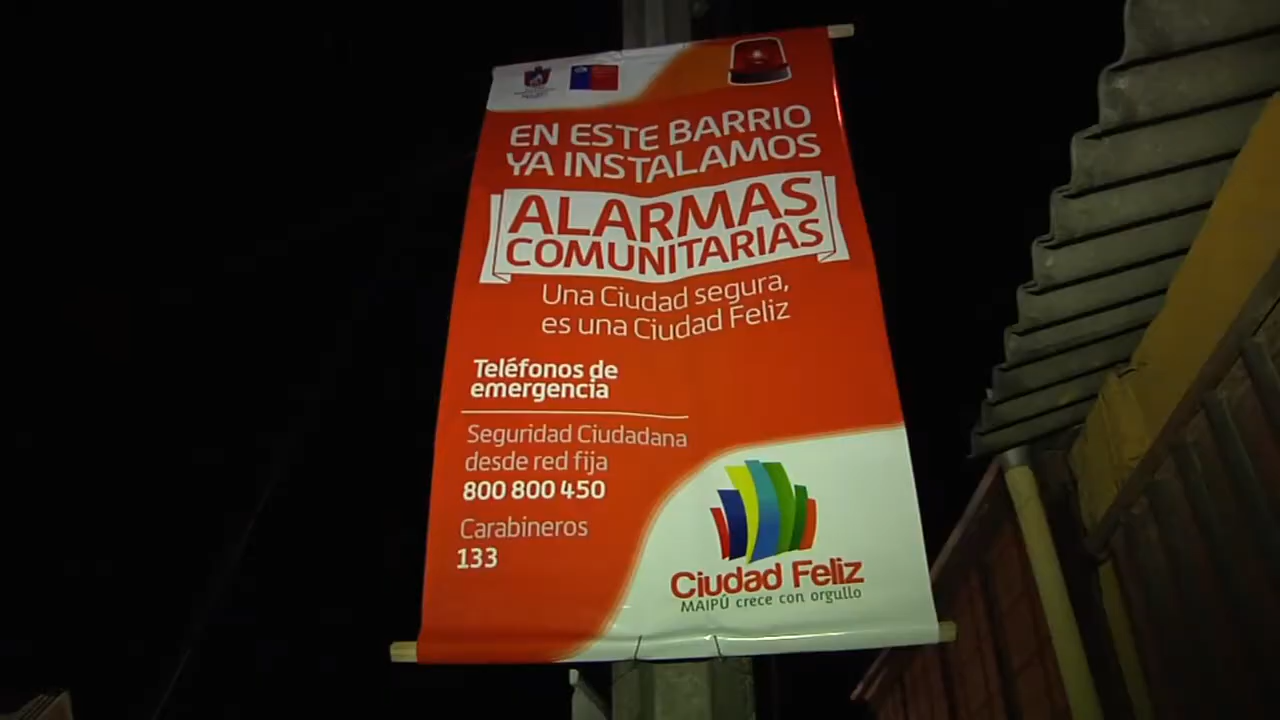 EN ESTE BARRIO
YA INSTALAMOS
ALARMAS
COMUNITARIAS
Una Ciudad segura,
es una Ciudad Feliz
Teléfonos de
emergencia
Seguridad Ciudadana
desde red fija
800 800 450
Carabineros
133
Ciudad Feliz
MAIPÚ crece con orgullo